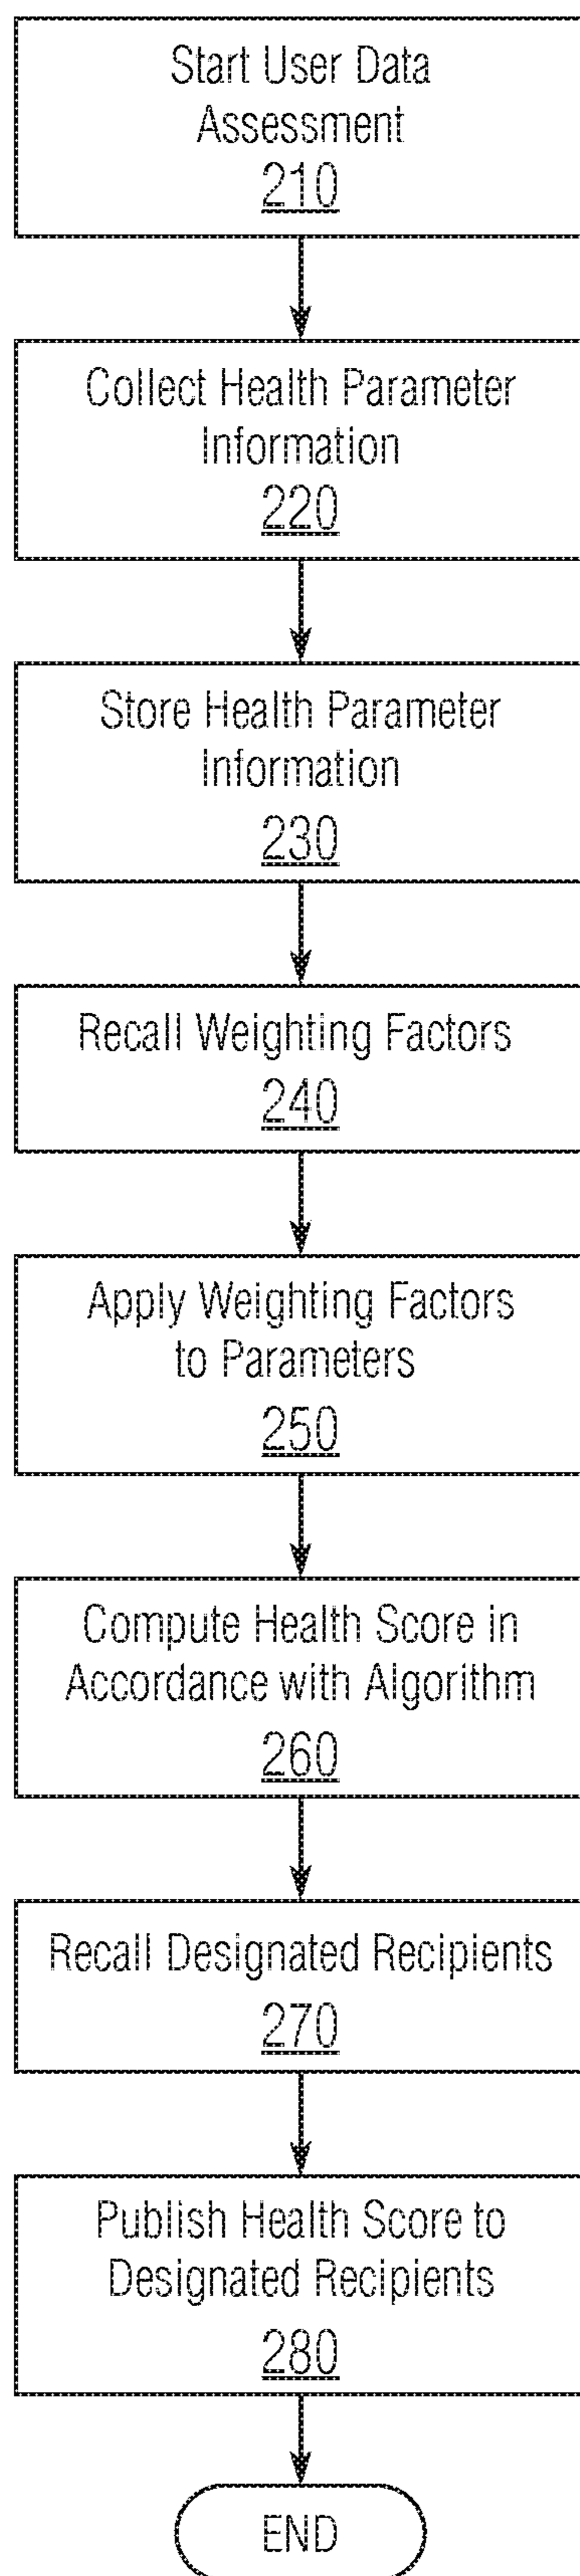 Start User Data
Assessment
210
Collect Health Parameter
Information
220
Store Health Parameter
Information
230
Recall Weighting Factors
240
Apply Weighting Factors
to Parameters
250
Compute Health Score in
Accordance with Algorithm
260
Recall Designated Recipients
270
Publish Health Score to
Designated Recipients
280
END